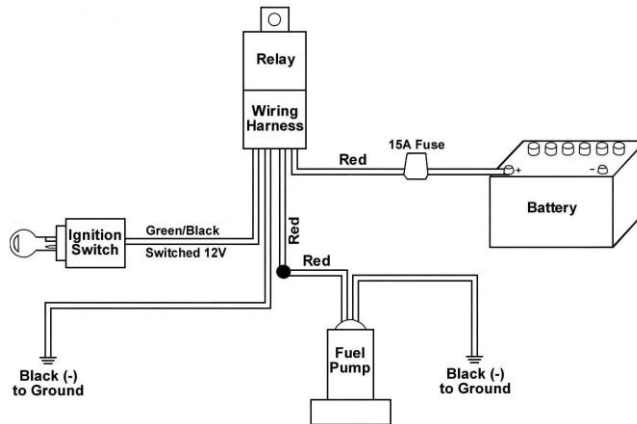 Relay
Wiring
Harness
15A Fuse
Red
+
-
Battery
Ignition
Switch
Green/Black
Switched 12V
Red
Red
Fuel
Pump
Black (-)
to Ground
Black (-)
to Ground